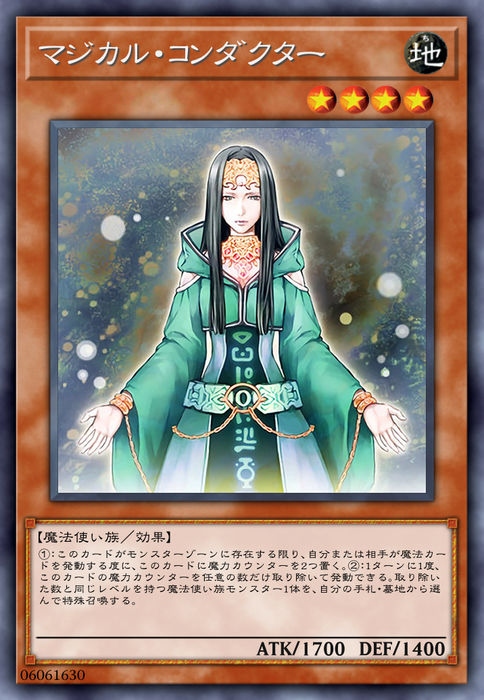 マジカル・コンダクター
地
ち
【魔法使い族／効果】
①:このカードがモンスターゾーンに存在する限り、自分または相手が魔法カー
ドを発動する度に、このカードに魔力カウンターを2つ置く。②:1ターンに1度、
このカードの魔力カウンターを任意の数だけ取り除いて発動できる。取り除い
た数と同じレベルを持つ魔法使い族モンスター1体を、自分の手札・墓地から選
んで特殊召喚する。
ATK/1700 DEF/1400
06061630